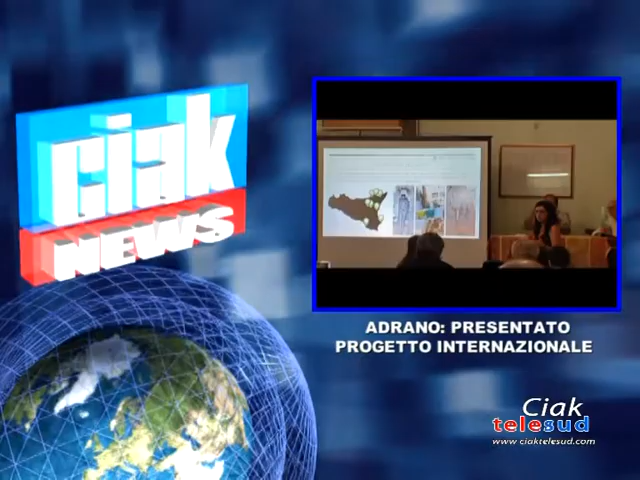 ciak
NEWS
ADRANO: PRESENTATO
PROGETTO INTERNAZIONALE
Ciak
telesud
www.ciaktelesud.com